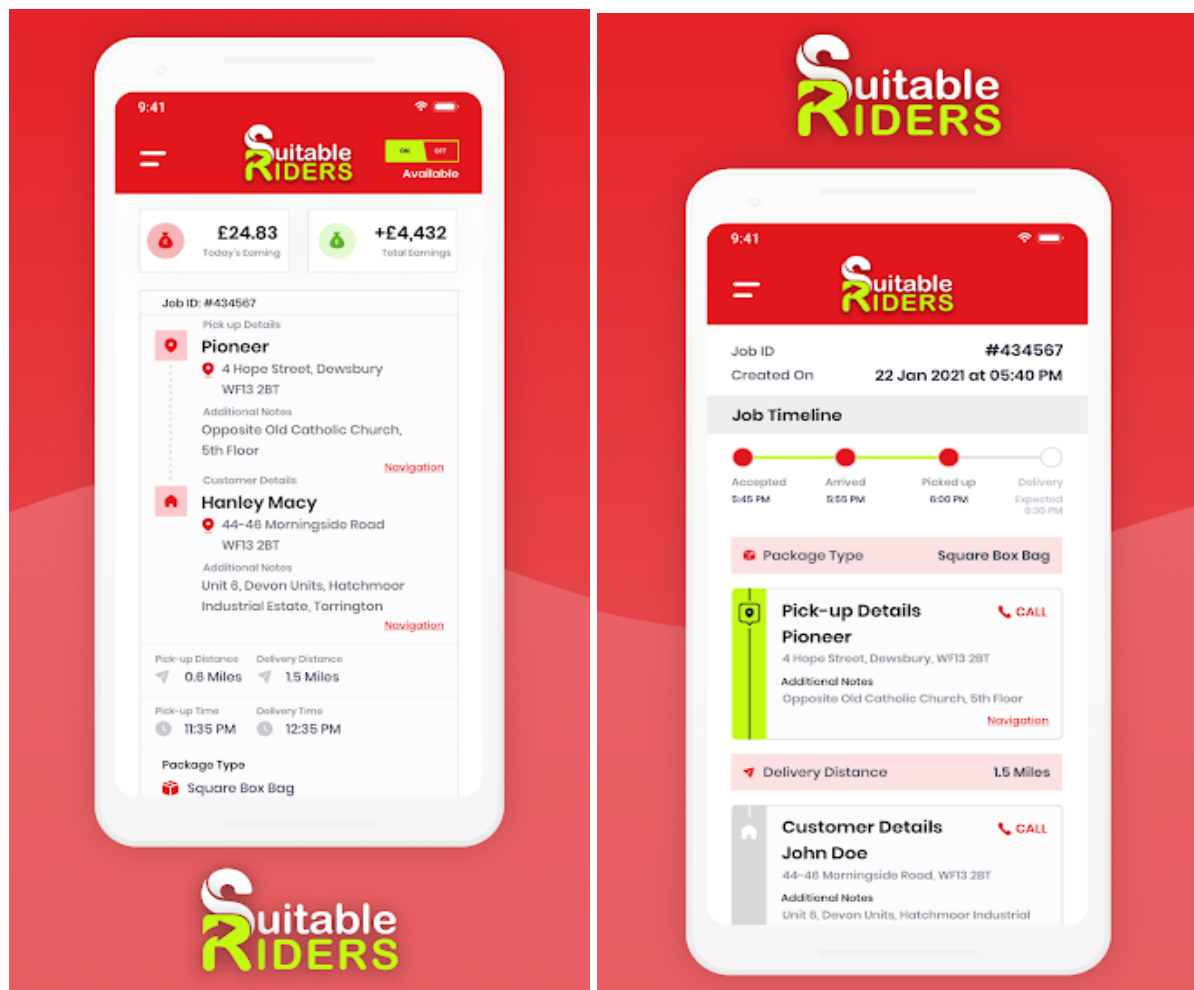 9:41
Suitable
RIDERS
ON OFF
Available
£24.83
Today's Earning
+£4,432
Total Earnings
Job ID: #434567
Pick up Details
Pioneer
4 Hope Street, Dewsbury
WF13 2BT
Additional Notes
Opposite Old Catholic Church,
5th Floor
Navigation
Customer Details
Hanley Macy
44-46 Morningside Road
WF13 2BT
Additional Notes
Unit 6, Devon Units, Hatchmoor
Industrial Estate, Torrington
Navigation
Pick-up Distance Delivery Distance
0.6 Miles 1.5 Miles
Pick-up Time Delivery Time
11:35 PM 12:35 PM
Package Type
Square Box Bag
Suitable
RIDERS
Suitable
RIDERS
9:41
Suitable
RIDERS
Job ID #434567
Created On 22 Jan 2021 at 05:40 PM
Job Timeline
Accepted Arrived Picked up Delivery
5:45 PM 5:55 PM 6:00 PM Expected
6:30 PM
Package Type Square Box Bag
Pick-up Details CALL
Pioneer
4 Hope Street, Dewsbury, WF13 2BT
Additional Notes
Opposite Old Catholic Church, 5th Floor
Navigation
Delivery Distance 1.5 Miles
Customer Details CALL
John Doe
44-46 Morningside Road, WF13 2BT
Additional Notes
Unit 6, Devon Units, Hatchmoor Industrial